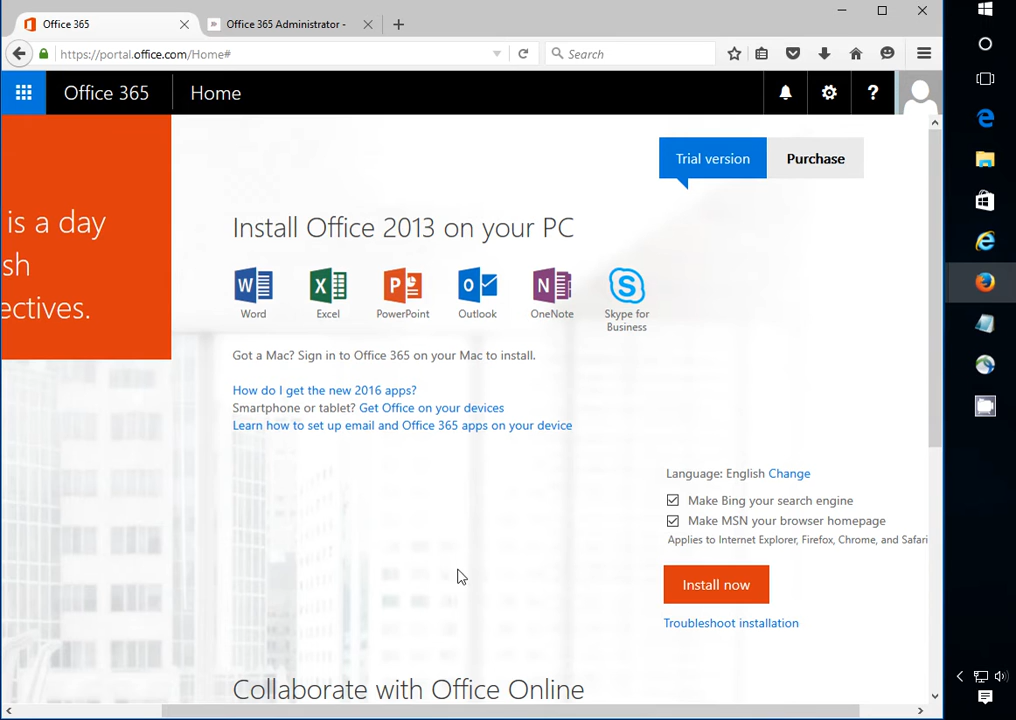 Office 365
Office 365 Administrator -
https://portal.office.com/Home#
Search
Office 365
Home
?
is a day
sh
ectives.
Trial version
Purchase
Install Office 2013 on your PC
W
X
P
O
N
S
Word
Excel
PowerPoint
Outlook
OneNote
Skype for
Business
Got a Mac? Sign in to Office 365 on your Mac to install.
How do I get the new 2016 apps?
Smartphone or tablet? Get Office on your devices
Learn how to set up email and Office 365 apps on your device
Language: English Change
Make Bing your search engine
Make MSN your browser homepage
Applies to Internet Explorer, Firefox, Chrome, and Safari
Install now
Troubleshoot installation
Collaborate with Office Online